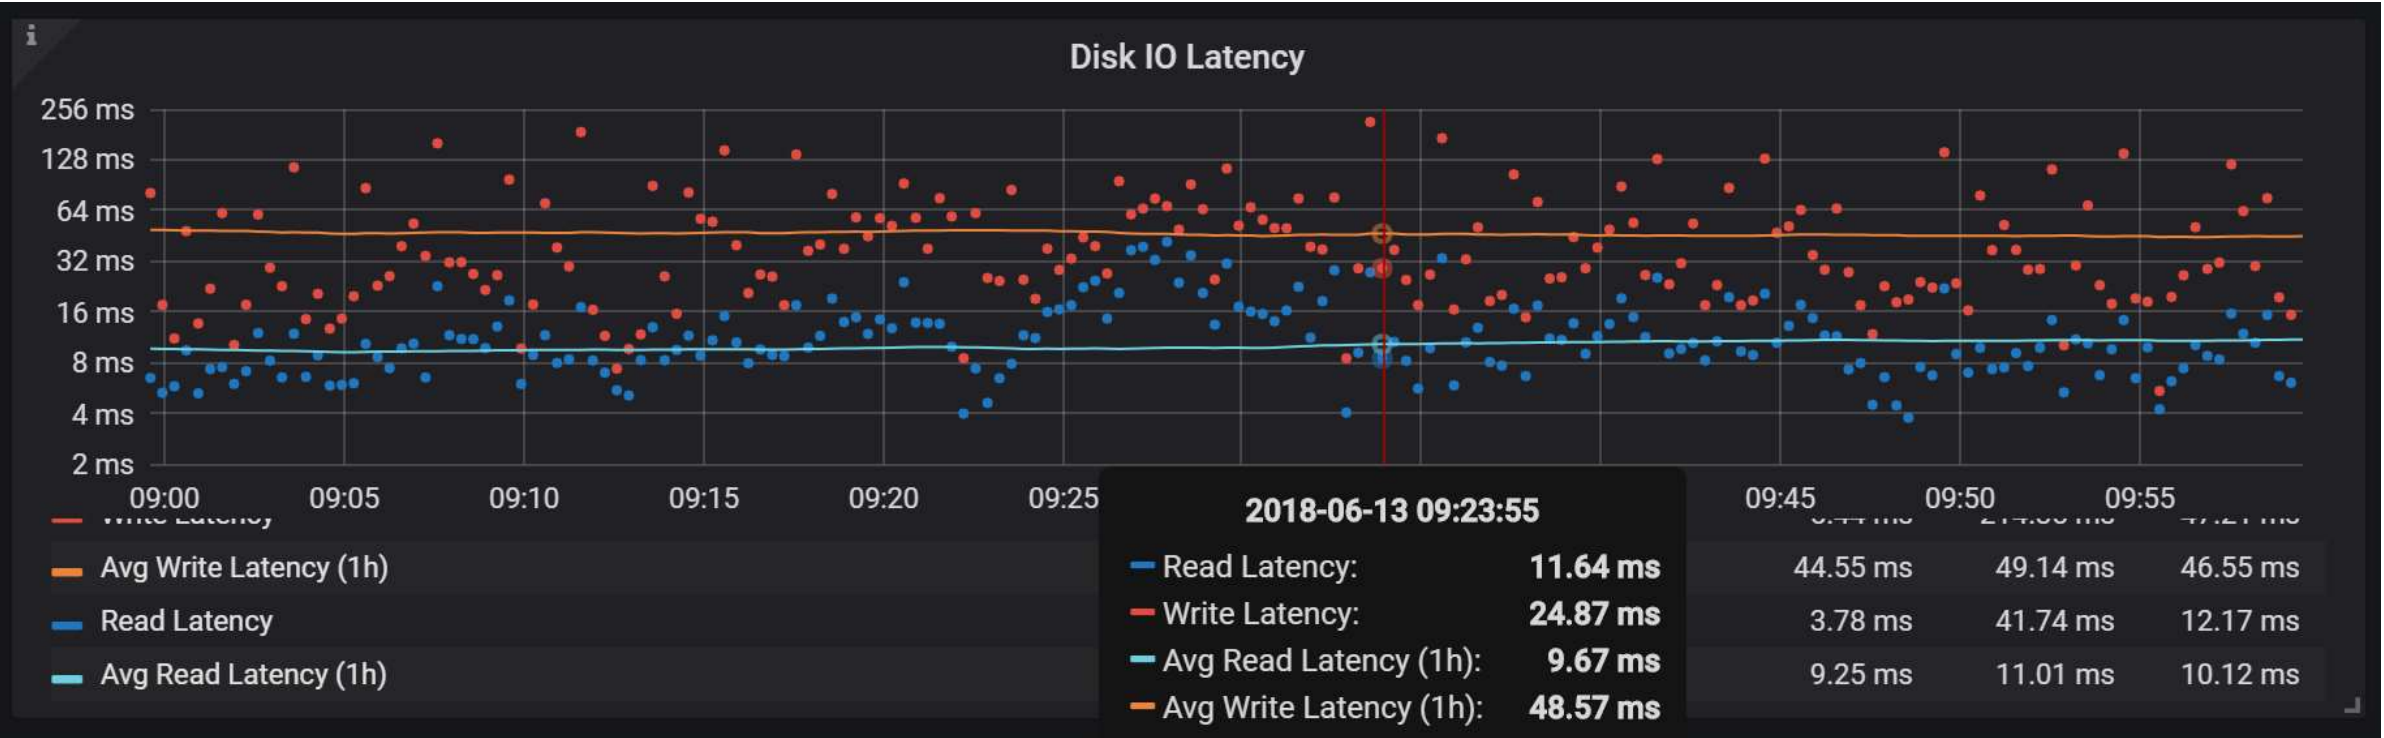 i
Disk IO Latency
256 ms
128 ms
64 ms
32 ms
16 ms
8 ms
4 ms
2 ms
09:00 09:05 09:10 09:15 09:20 09:25 09:45 09:50 09:55
Write Latency
Avg Write Latency (1h) 44.55 ms 49.14 ms 46.55 ms
Read Latency 3.78 ms 41.74 ms 12.17 ms
Avg Read Latency (1h) 9.25 ms 11.01 ms 10.12 ms
2018-06-13 09:23:55
Read Latency: 11.64 ms
Write Latency: 24.87 ms
Avg Read Latency (1h): 9.67 ms
Avg Write Latency (1h): 48.57 ms